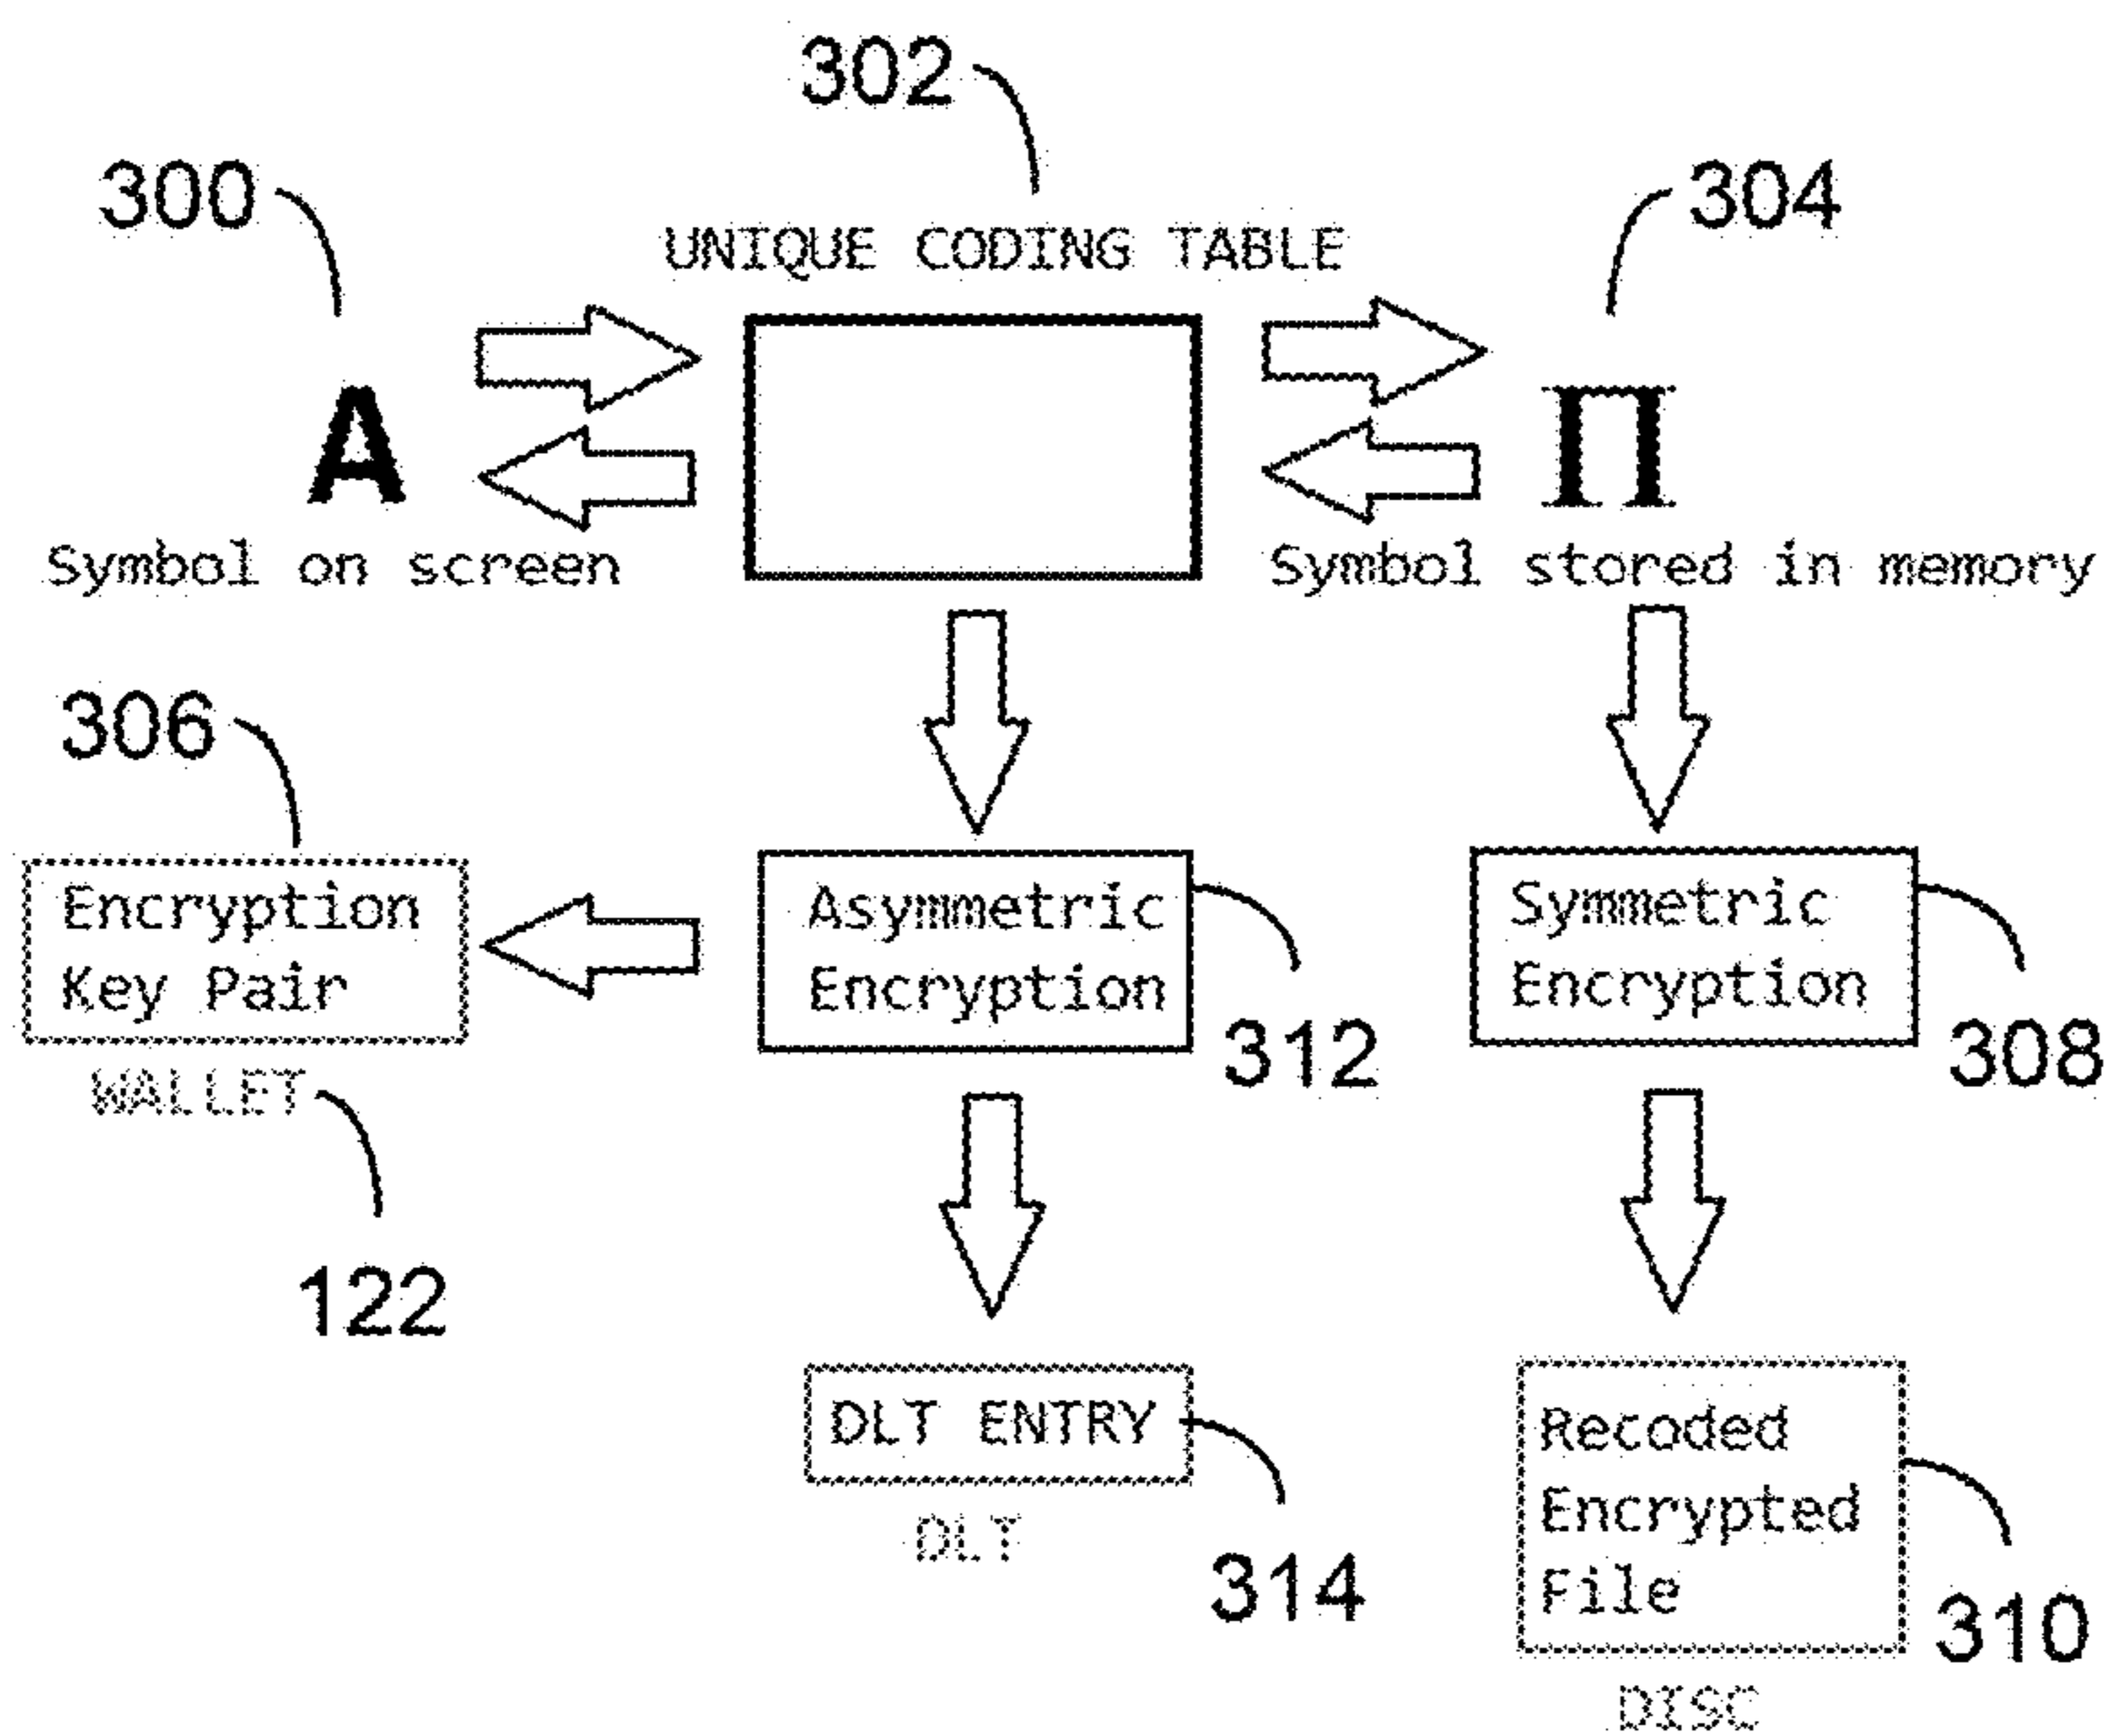 302
300
304
UNIQUE CODING TABLE
A
Π
Symbol on screen
Symbol stored in memory
306
Encryption
Key Pair
Asymmetric
Encryption
Symmetric
Encryption
312
308
WALLET
122
DLT ENTRY
DLT
314
Recoded
Encrypted
File
310
DISC